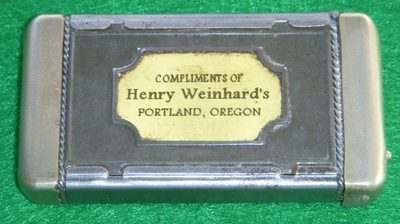 COMPLIMENTS OF
Henry Weinhard's
PORTLAND, OREGON